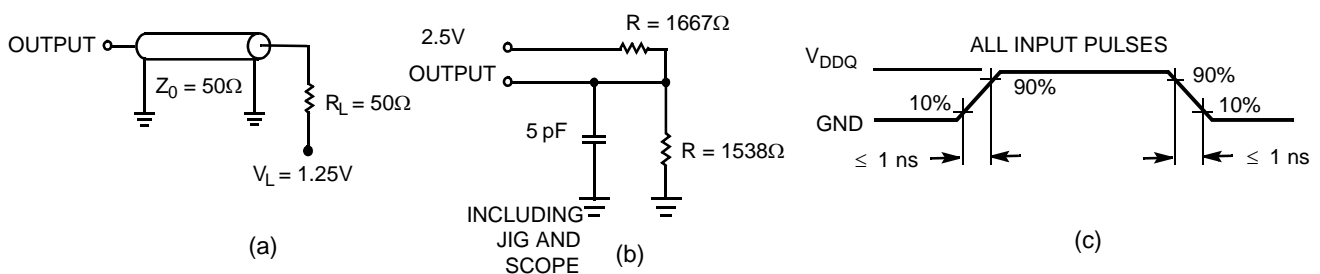 OUTPUT
Z0 = 50Ω
RL = 50Ω
VL = 1.25V
(a)
R = 1667Ω
2.5V
OUTPUT
5 pF
R = 1538Ω
INCLUDING
JIG AND
SCOPE
(b)
ALL INPUT PULSES
VDDQ
GND
10%
90%
90%
10%
≤ 1 ns
≤ 1 ns
(c)